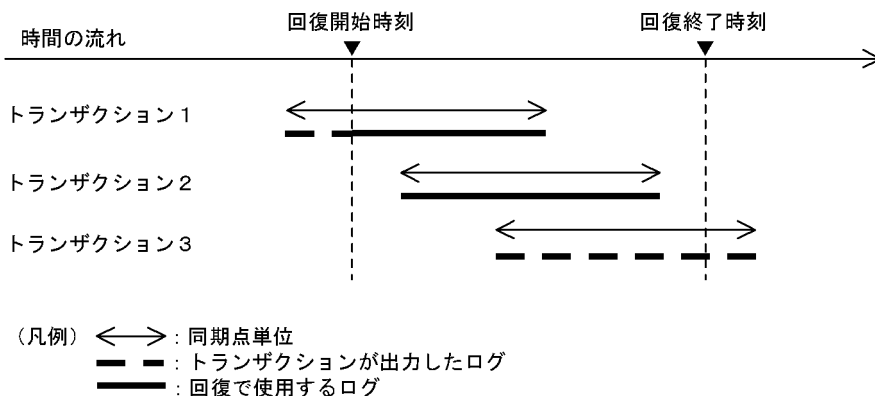 回復開始時刻 回復終了時刻
時間の流れ
トランザクション1
トランザクション2
トランザクション3
(凡例) : 同期点単位
: トランザクションが出力したログ
: 回復で使用するログ